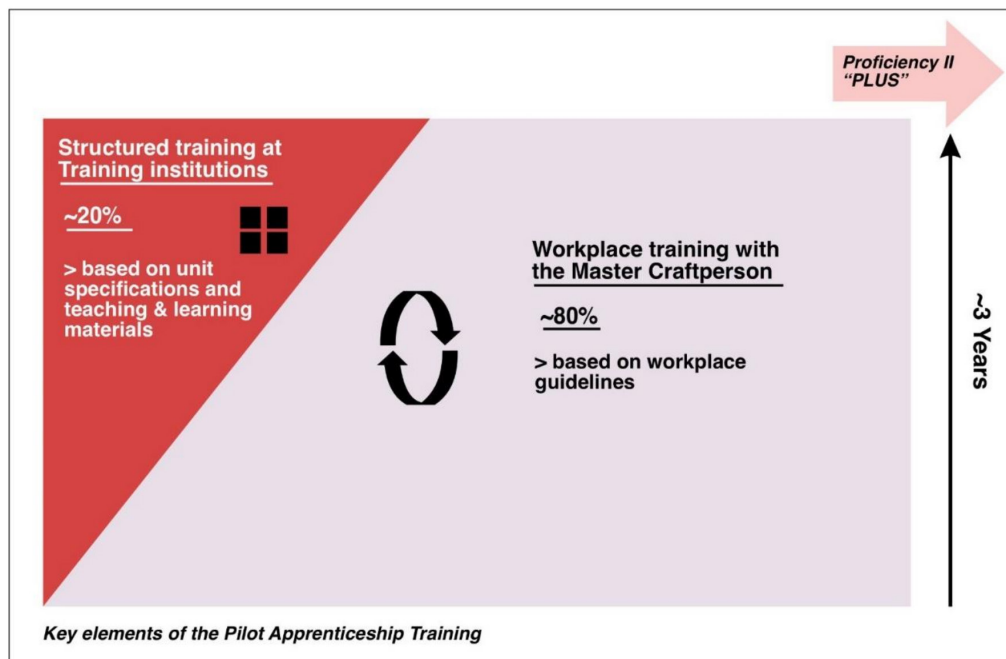 Proficiency II
“PLUS”
Structured training at
Training institutions
~20%
> based on unit
specifications and
teaching & learning
materials
Workplace training with
the Master Craftperson
~80%
> based on workplace
guidelines
~3 Years
Key elements of the Pilot Apprenticeship Training